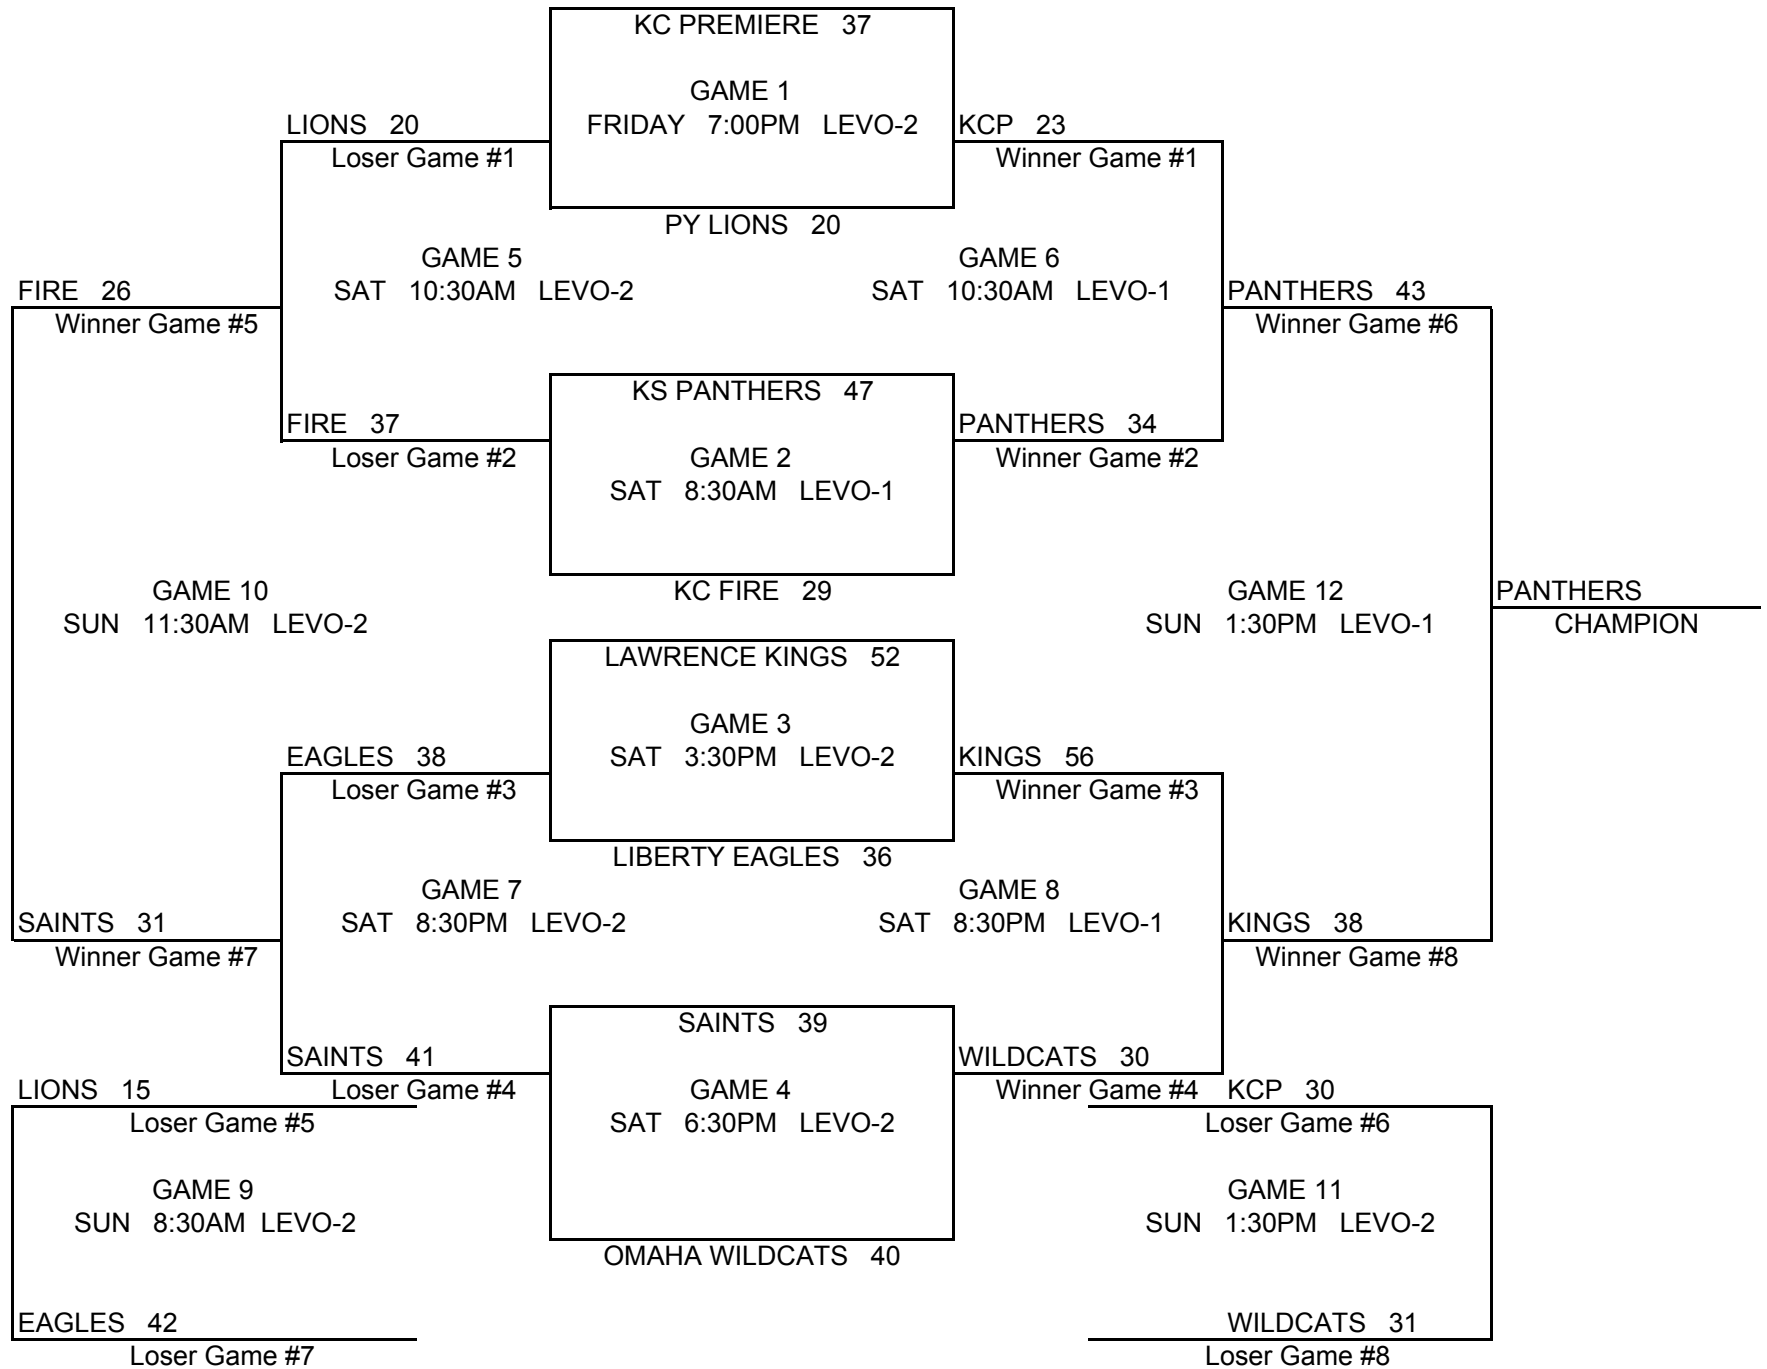 KC PREMIERE 37
GAME 1
LIONS 20
FRIDAY 7:00PM LEVO-2
KCP 23
Loser Game #1
Winner Game #1
PY LIONS 20
GAME 5
GAME 6
FIRE 26
SAT 10:30AM LEVO-2
SAT 10:30AM LEVO-1
PANTHERS 43
Winner Game #5
Winner Game #6
KS PANTHERS 47
FIRE 37
PANTHERS 34
Loser Game #2
GAME 2
Winner Game #2
SAT 8:30AM LEVO-1
GAME 10
KC FIRE 29
GAME 12
PANTHERS
SUN 11:30AM LEVO-2
SUN 1:30PM LEVO-1
CHAMPION
LAWRENCE KINGS 52
GAME 3
EAGLES 38
SAT 3:30PM LEVO-2
KINGS 56
Loser Game #3
Winner Game #3
LIBERTY EAGLES 36
GAME 7
GAME 8
SAINTS 31
SAT 8:30PM LEVO-2
SAT 8:30PM LEVO-1
KINGS 38
Winner Game #7
Winner Game #8
SAINTS 39
SAINTS 41
WILDCATS 30
LIONS 15
Loser Game #4
GAME 4
Winner Game #4
KCP 30
Loser Game #5
SAT 6:30PM LEVO-2
Loser Game #6
GAME 9
GAME 11
SUN 8:30AM LEVO-2
SUN 1:30PM LEVO-2
OMAHA WILDCATS 40
EAGLES 42
WILDCATS 31
Loser Game #7
Loser Game #8